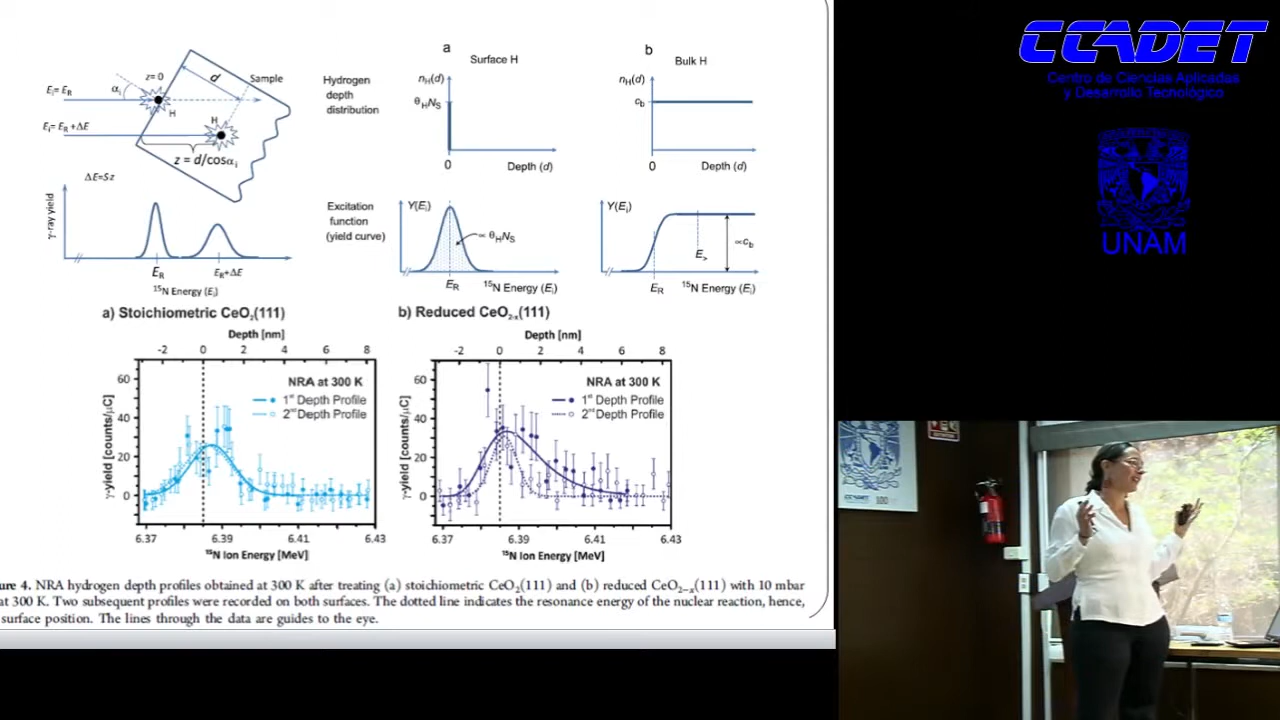 a
b
Surface H
Bulk H
z= 0
d
Sample
αi
Ei= ER
H
Ei= ER +ΔE
H
z = d/cosαi
ΔE=Sz
γ-ray yield
ER
ER+ΔE
15N Energy (Ei)
Hydrogen
depth
distribution
nH(d)
θHNS
0
Depth (d)
nH(d)
cb
0
Depth (d)
Excitation
function
(yield curve)
Y(Ei)
∝ θHNS
ER
15N Energy (Ei)
Y(Ei)
E>
∝cb
ER
15N Energy (Ei)
a) Stoichiometric CeO2(111)
Depth [nm]
-2 0 2 4 6 8
NRA at 300 K
1st Depth Profile
2nd Depth Profile
γ-yield [counts/μC]
60
40
20
0
6.37 6.39 6.41 6.43
15N Ion Energy [MeV]
b) Reduced CeO2-x(111)
Depth [nm]
-2 0 2 4 6 8
NRA at 300 K
1st Depth Profile
2nd Depth Profile
γ-yield [counts/μC]
60
40
20
0
6.37 6.39 6.41 6.43
15N Ion Energy [MeV]
ure 4. NRA hydrogen depth profiles obtained at 300 K after treating (a) stoichiometric CeO2(111) and (b) reduced CeO2−x(111) with 10 mbar
at 300 K. Two subsequent profiles were recorded on both surfaces. The dotted line indicates the resonance energy of the nuclear reaction, hence,
surface position. The lines through the data are guides to the eye.
CCADET
Centro de Ciencias Aplicadas
y Desarrollo Tecnológico
UNAM
100